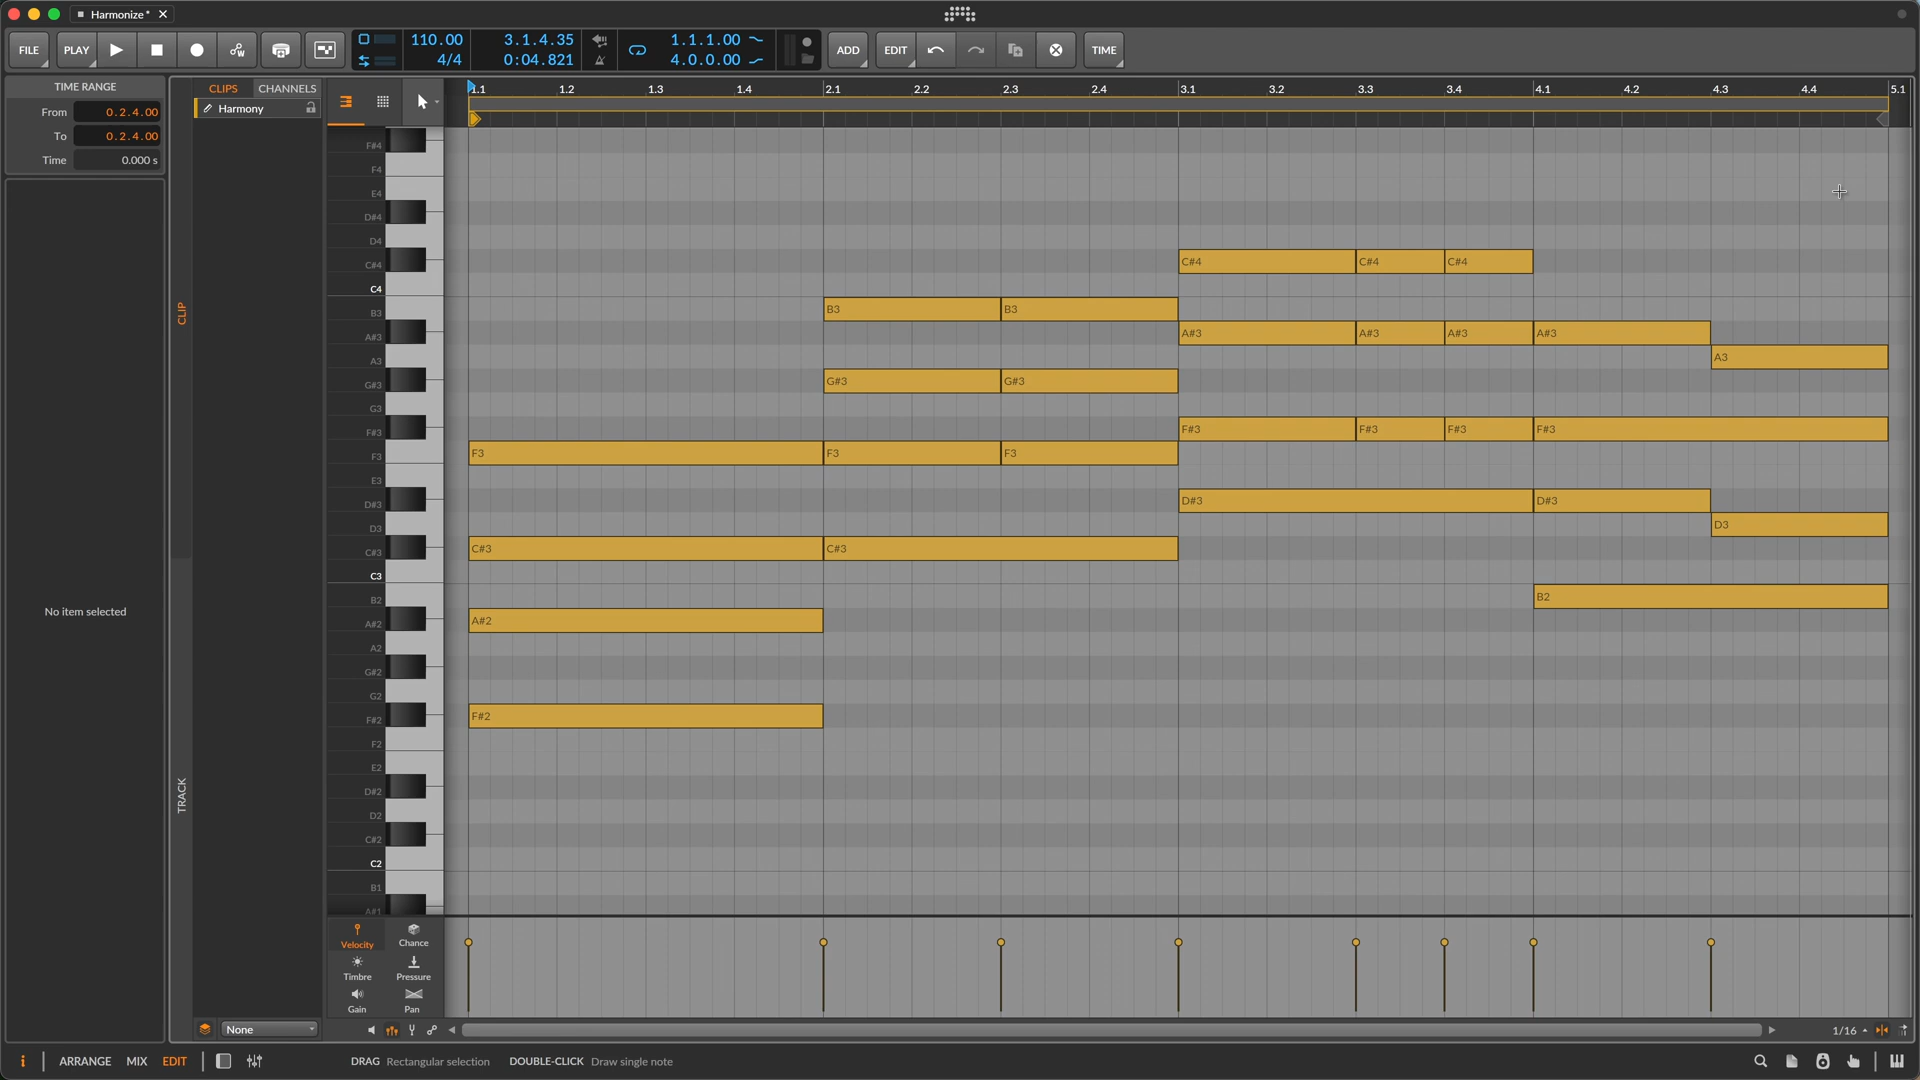 Harmonize*
FILE
PLAY
110.00
4/4
3.1.4.35
0:04.821
1.1.1.00
4.0.0.00
ADD
EDIT
TIME
TIME RANGE
From 0.2.4.00
To 0.2.4.00
Time 0.000 s
No item selected
CLIP
TRACK
CLIPS CHANNELS
Harmony
1.1 1.2 1.3 1.4 2.1 2.2 2.3 2.4 3.1 3.2 3.3 3.4 4.1 4.2 4.3 4.4 5.1
F#4
F4
E4
D#4
D4
C#4 C#4 C#4 C#4
C4
B3 B3 B3
A#3 A#3 A#3 A#3 A#3
A3 A3
G#3 G#3 G#3
G3
F#3 F#3 F#3 F#3 F#3
F3 F3 F3 F3
E3
D#3 D#3 D#3
D3 D3
C#3 C#3 C#3
C3
B2 B2
A#2 A#2
A2
G#2
G2
F#2 F#2
F2
E2
D#2
D2
C#2
C2
B1
A#1
Velocity Chance
Timbre Pressure
Gain Pan
None
1/16
ARRANGE MIX EDIT
DRAG Rectangular selection DOUBLE-CLICK Draw single note